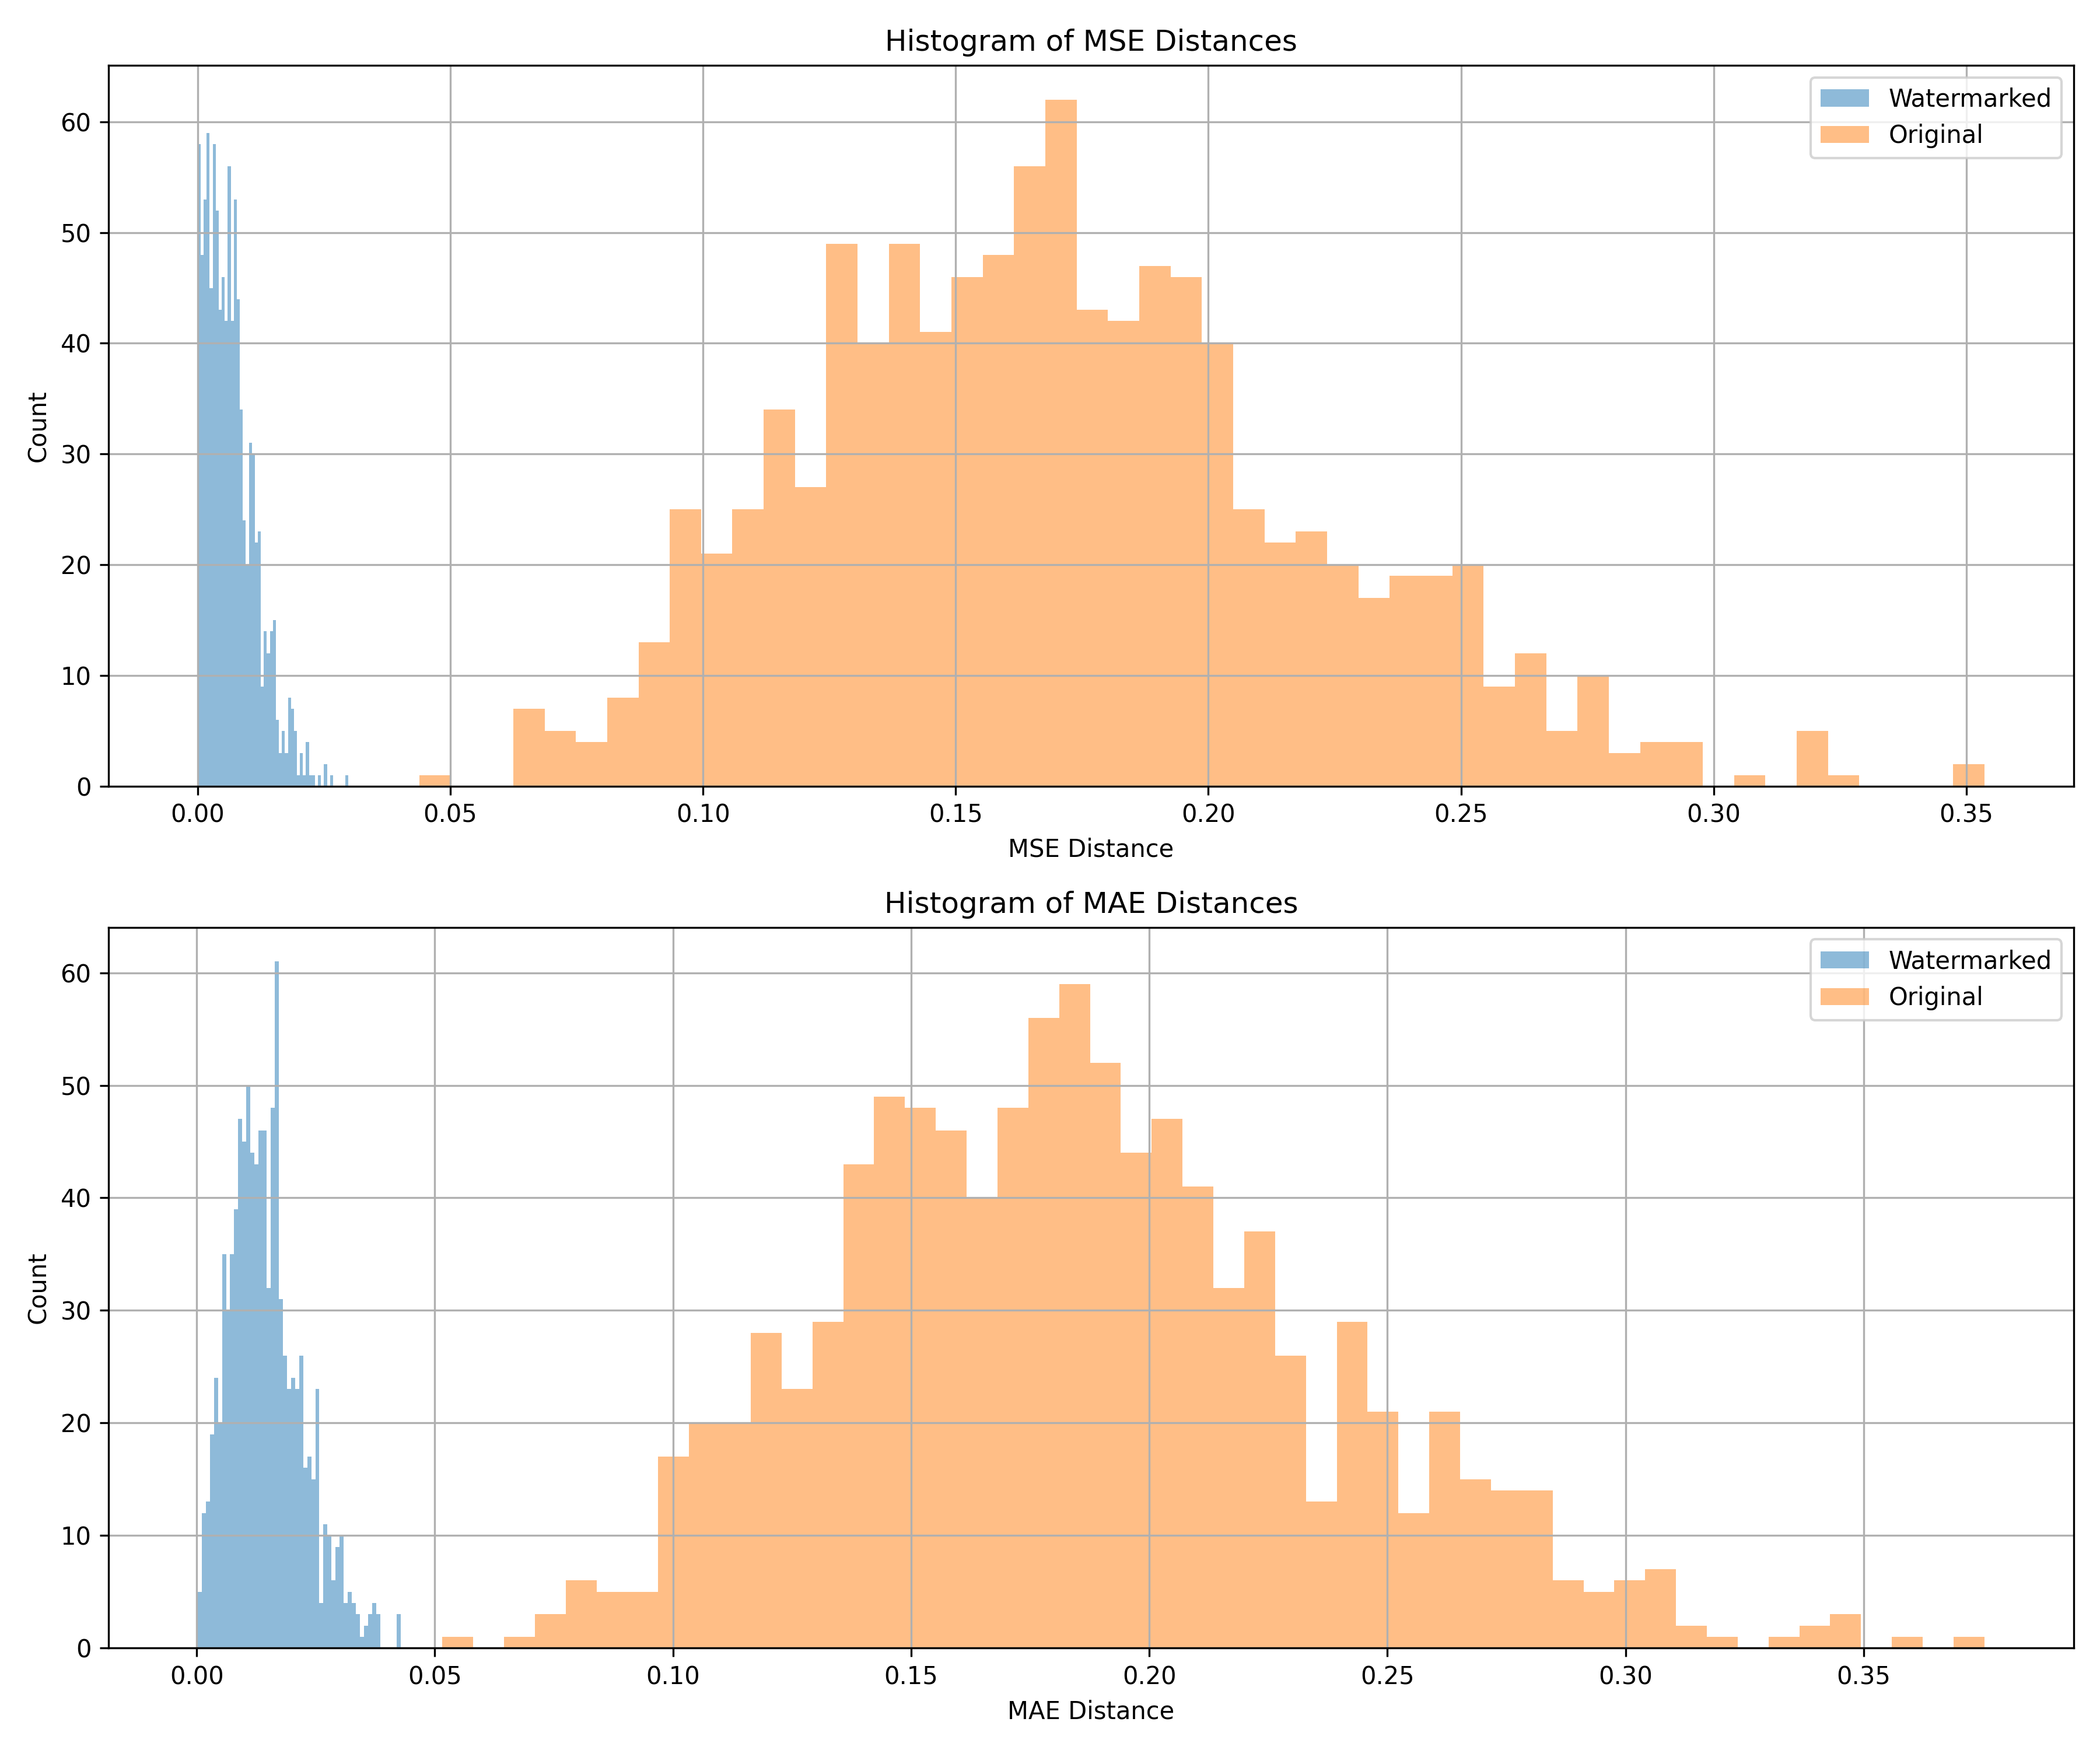 Histogram of MSE Distances
Watermarked
Original
60
50
40
30
20
10
0
Count
0.00 0.05 0.10 0.15 0.20 0.25 0.30 0.35
MSE Distance
Histogram of MAE Distances
Watermarked
Original
60
50
40
30
20
10
0
Count
0.00 0.05 0.10 0.15 0.20 0.25 0.30 0.35
MAE Distance